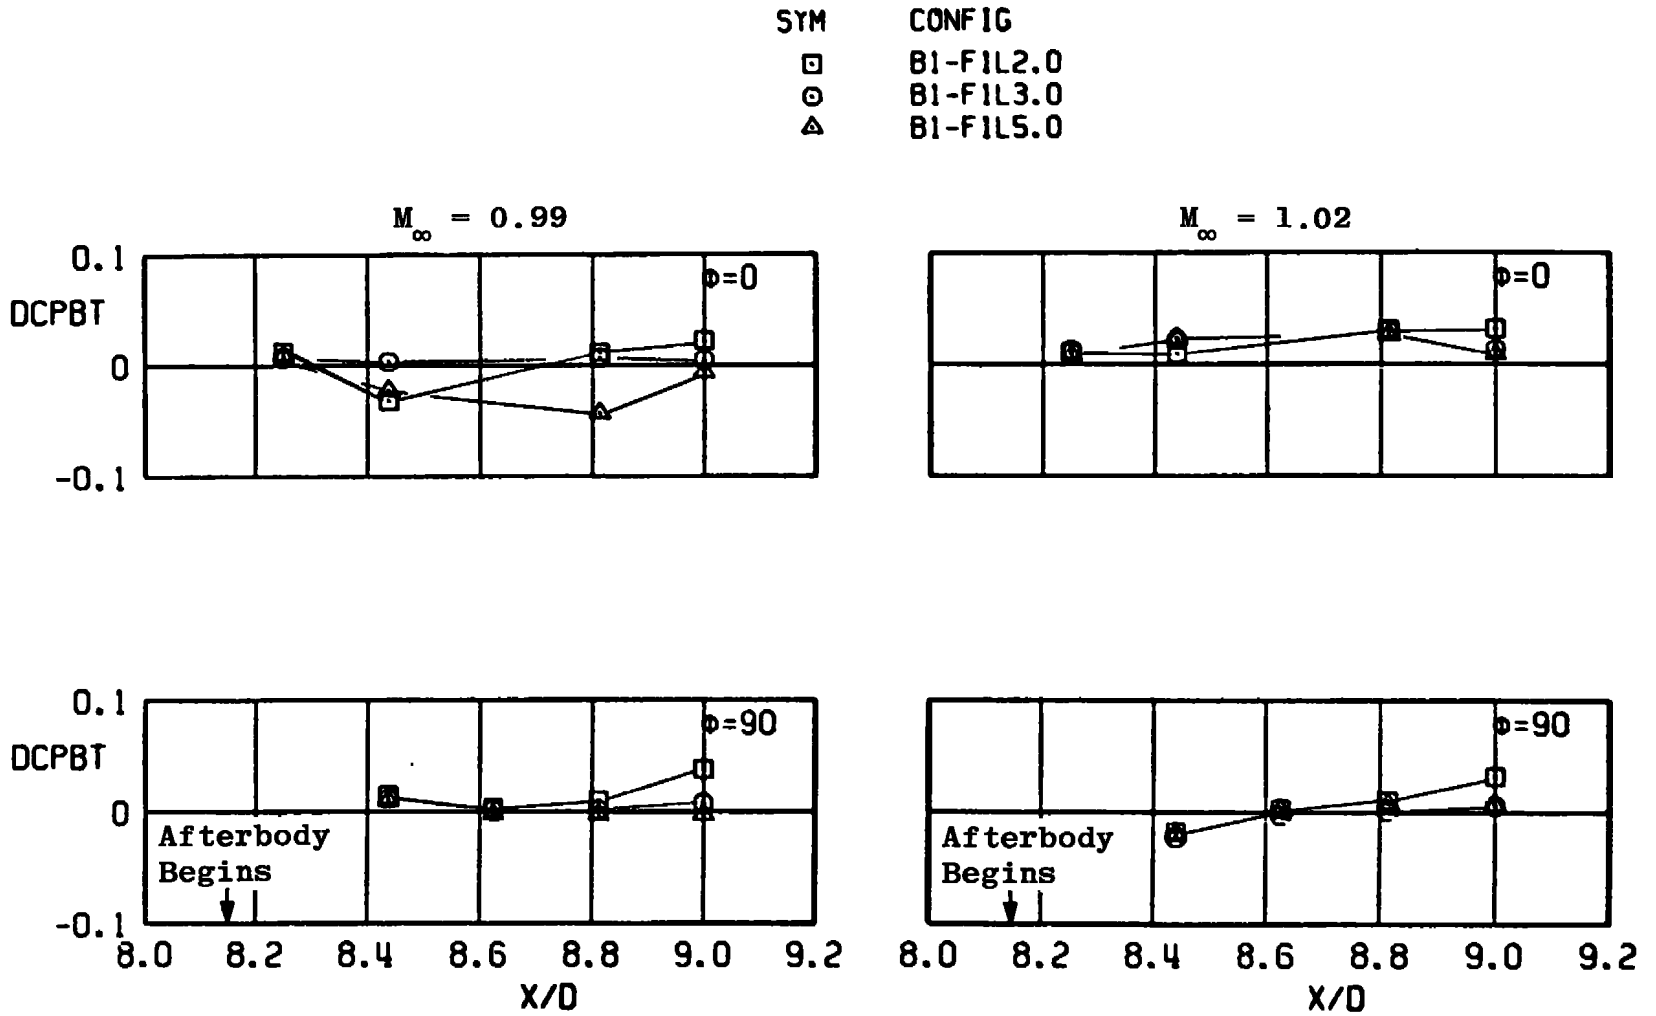 SYM CONFIG
B1-F1L2.0
B1-F1L3.0
B1-F1L5.0
M∞ = 0.99
M∞ = 1.02
0.1
DCPBT
0
-0.1
Φ=0
Φ=0
0.1
DCPBT
0
-0.1
Φ=90
Φ=90
Afterbody
Begins
Afterbody
Begins
8.0 8.2 8.4 8.6 8.8 9.0 9.2
8.0 8.2 8.4 8.6 8.8 9.0 9.2
X/D
X/D